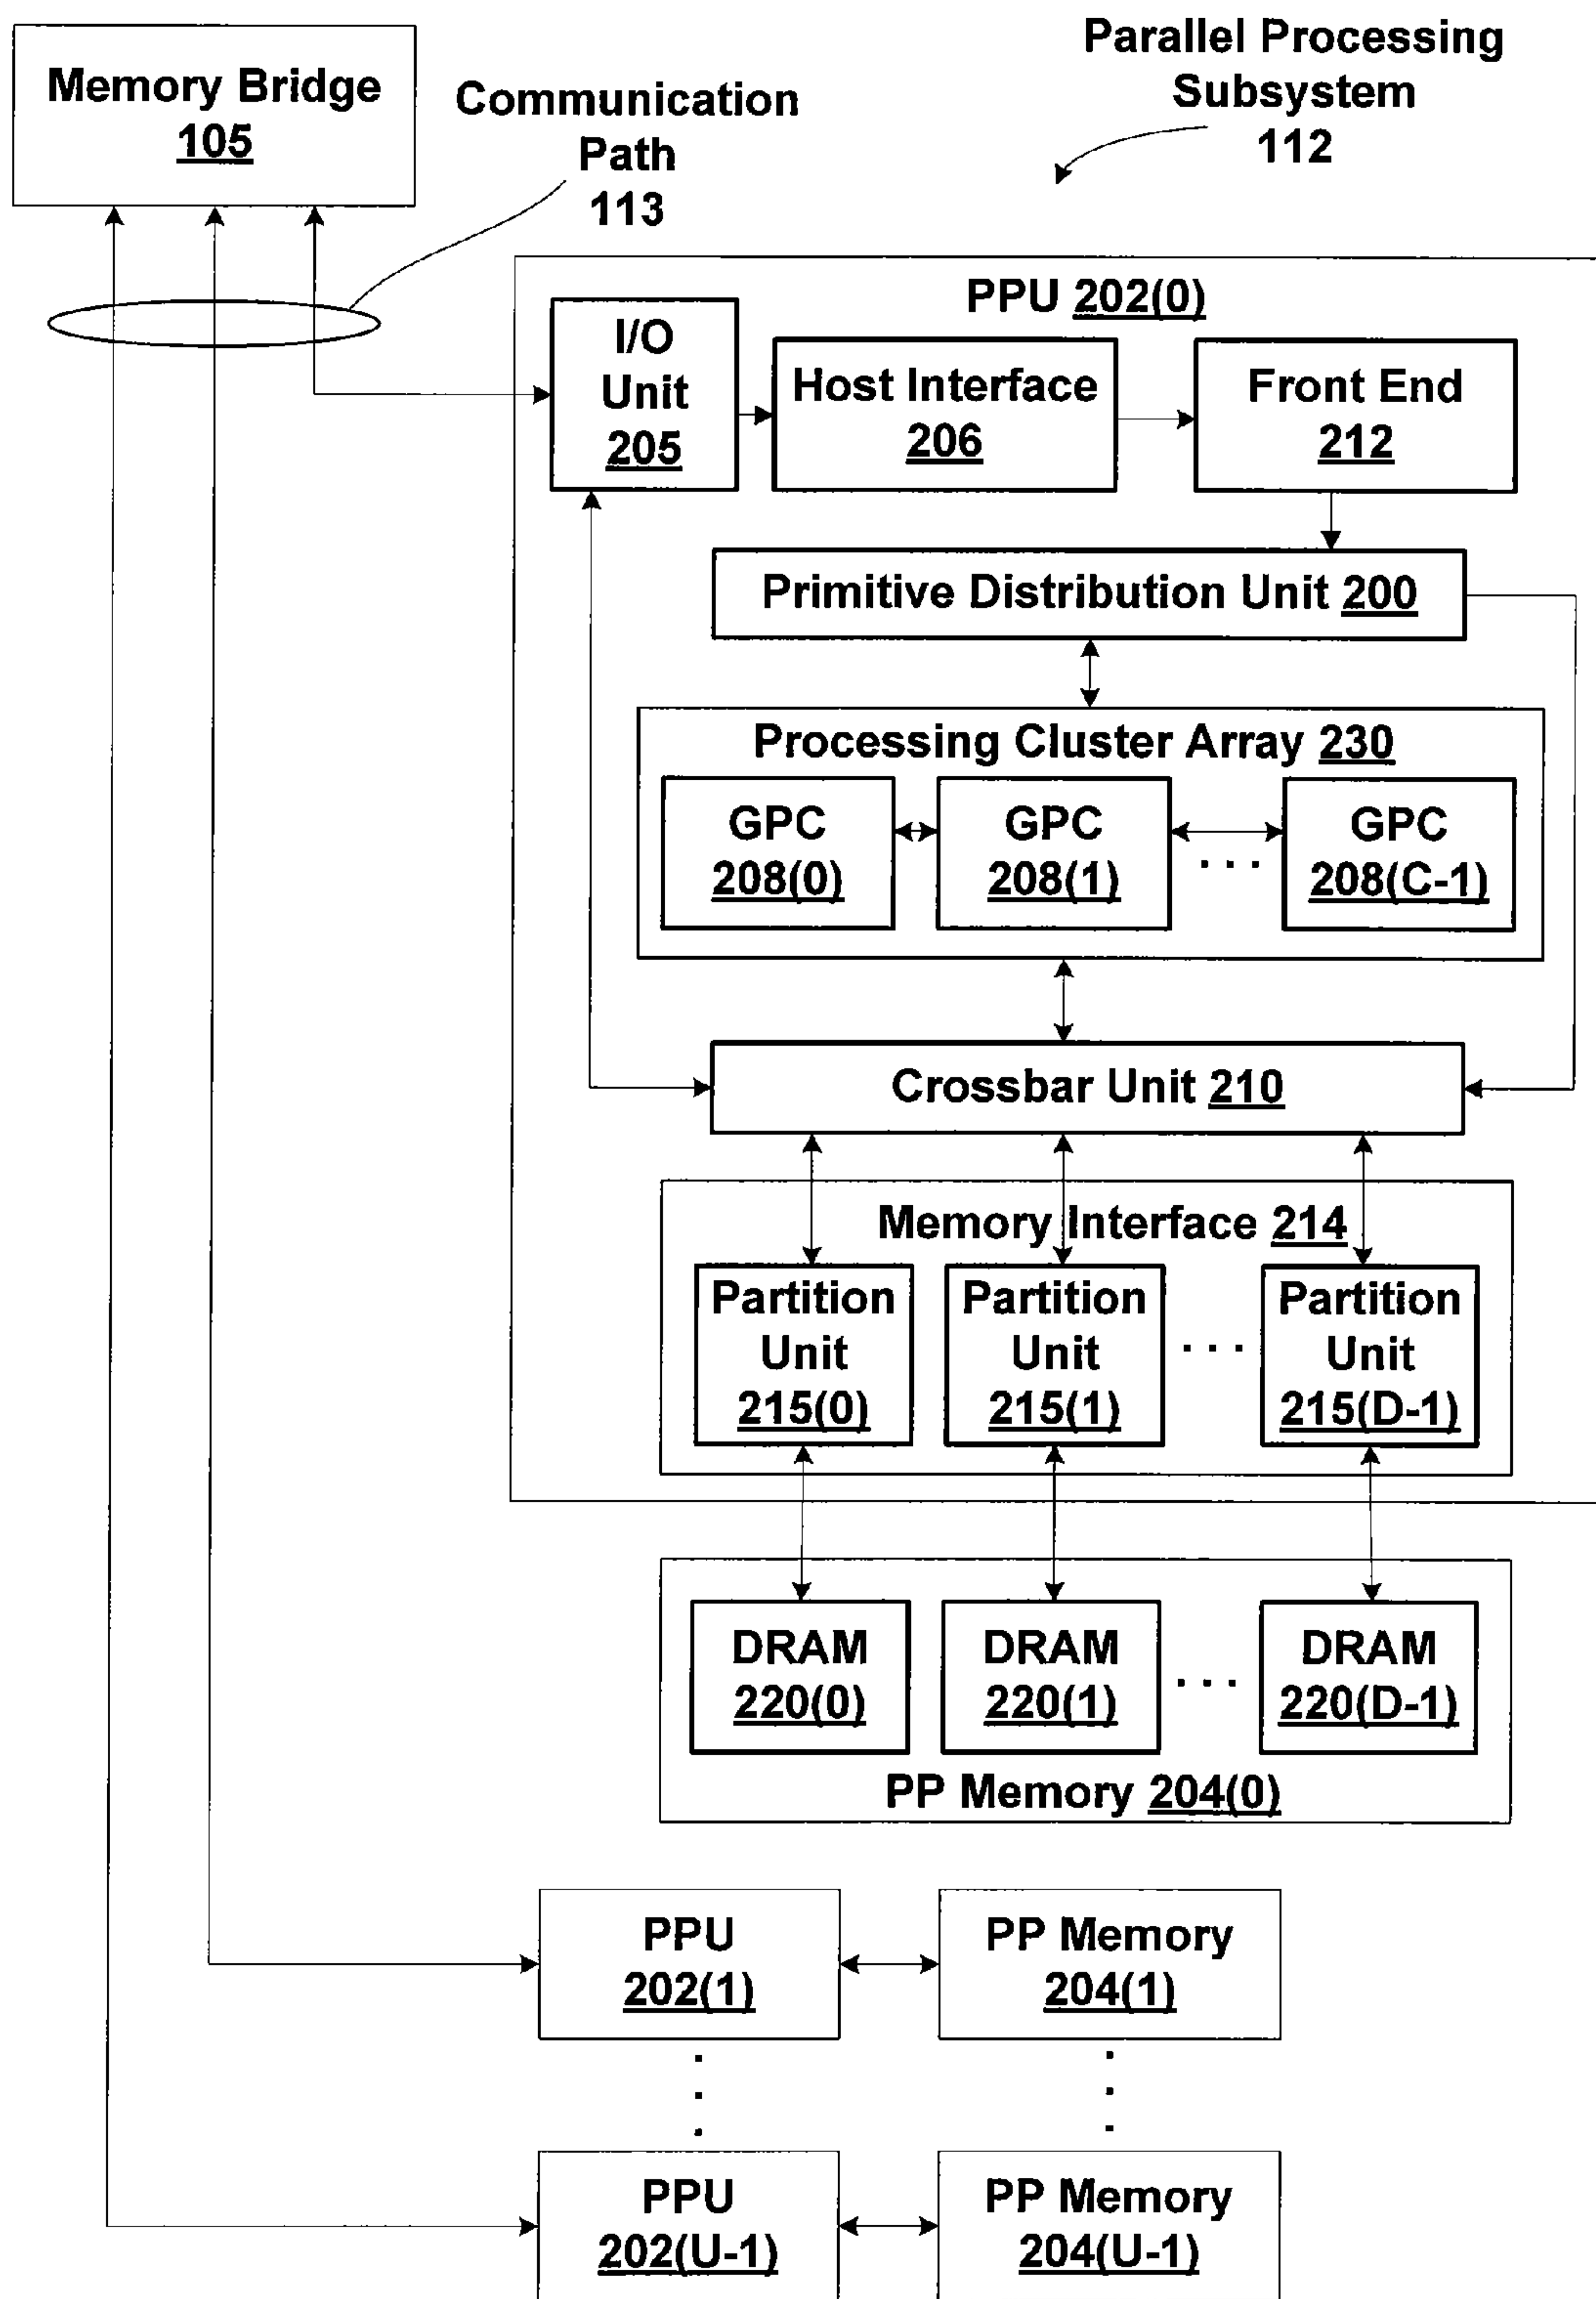 Memory Bridge
105
Communication
Path
113
Parallel Processing
Subsystem
112
PPU 202(0)
I/O
Unit
205
Host Interface
206
Front End
212
Primitive Distribution Unit 200
Processing Cluster Array 230
GPC
208(0)
GPC
208(1)
. . .
GPC
208(C-1)
Crossbar Unit 210
Memory Interface 214
Partition
Unit
215(0)
Partition
Unit
215(1)
. . .
Partition
Unit
215(D-1)
DRAM
220(0)
DRAM
220(1)
. . .
DRAM
220(D-1)
PP Memory 204(0)
PPU
202(1)
PP Memory
204(1)
PPU
202(U-1)
PP Memory
204(U-1)